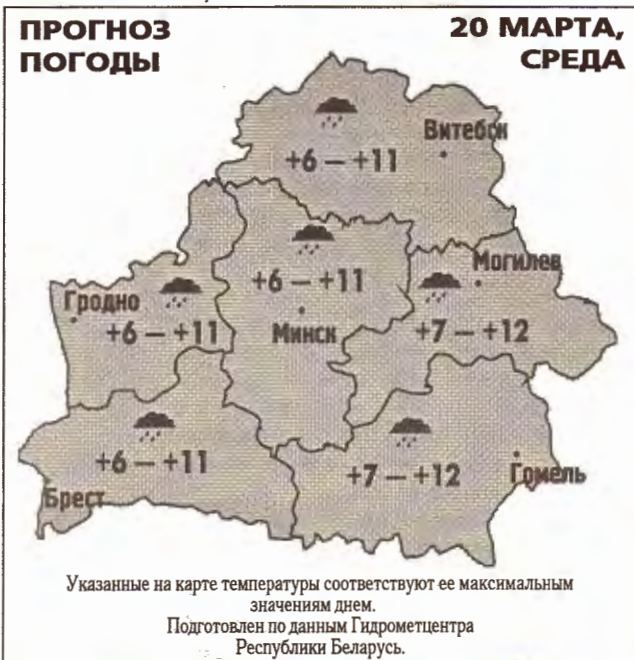 ПРОГНОЗ
ПОГОДЫ
20 МАРТА,
СРЕДА
Витебск
+6 — +11
+6 — +11
Минск
Могилев
+7 — +12
Гродно
+6 — +11
+6 — +11
Брест
+7 — +12
Гомель
Указанные на карте температуры соответствуют ее максимальным
значениям днем.
Подготовлен по данным Гидрометцентра
Республики Беларусь.